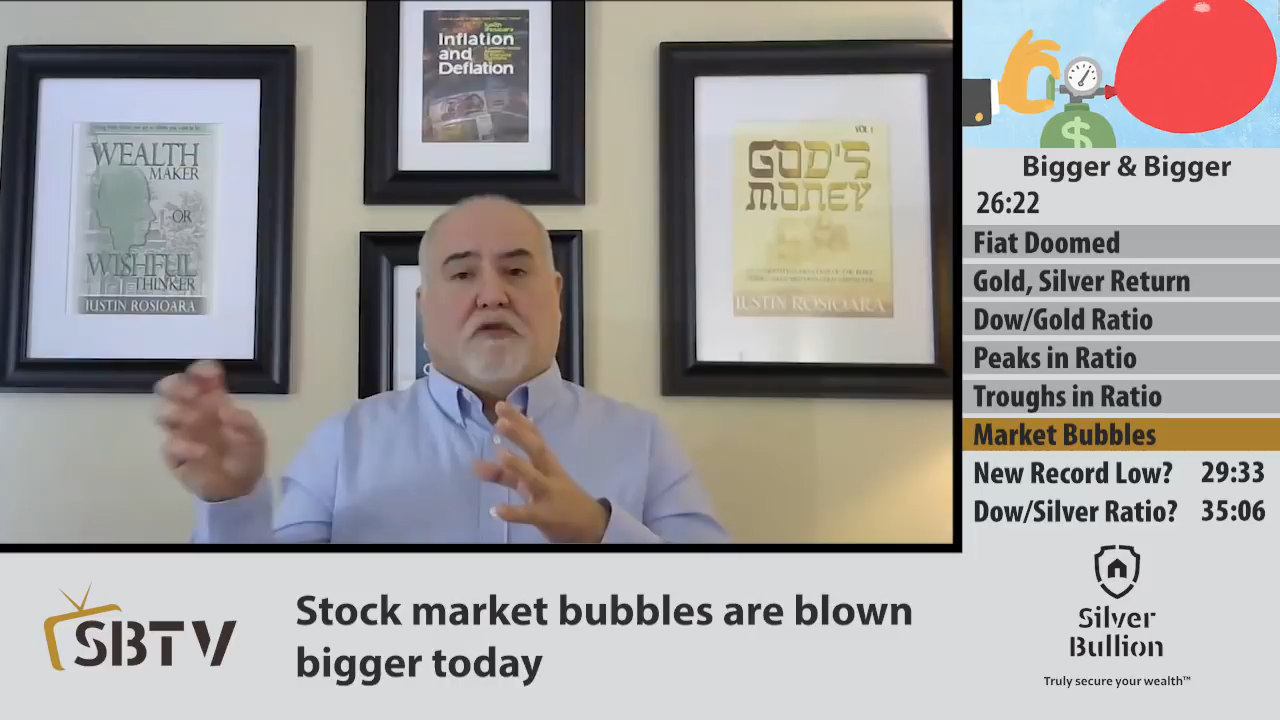 Inflation
and
Deflation
WEALTH
MAKER
OR
WISHFUL
THINKER
JUSTIN ROSIOARA
VOL 1
GOD'S
MONEY
JUSTIN ROSIOARA
$
Bigger & Bigger
26:22
Fiat Doomed
Gold, Silver Return
Dow/Gold Ratio
Peaks in Ratio
Troughs in Ratio
Market Bubbles
New Record Low? 29:33
Dow/Silver Ratio? 35:06
SBTV
Stock market bubbles are blown
bigger today
Silver
Bullion
Truly secure your wealth™